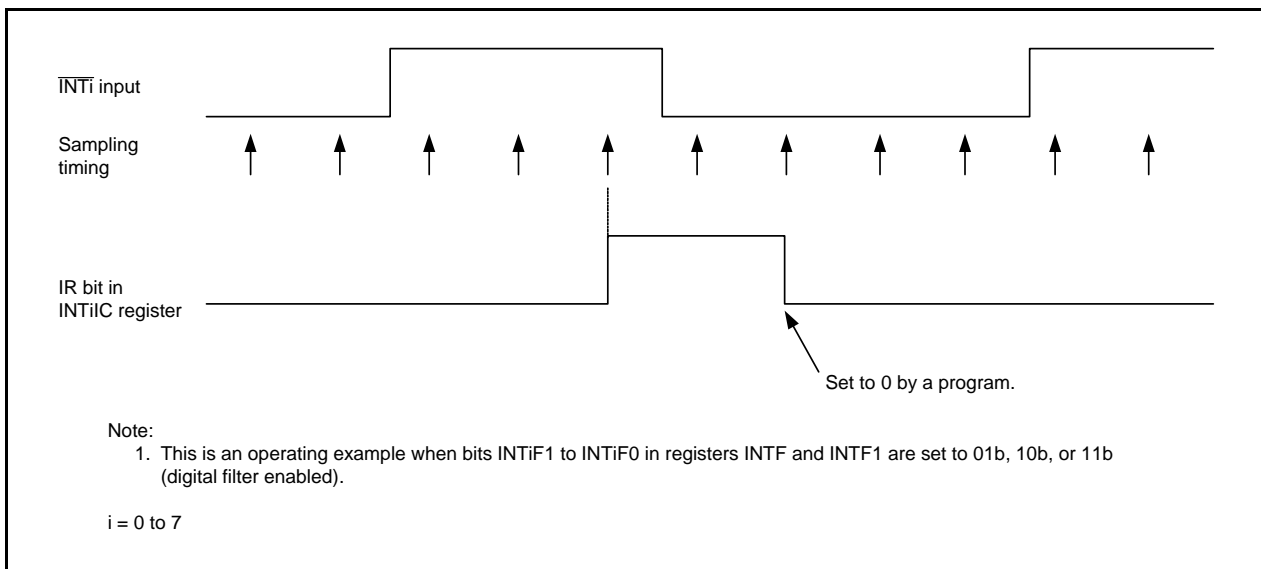 INTi input
Sampling
timing
IR bit in
INTiIC register
Set to 0 by a program.
Note:
1. This is an operating example when bits INTiF1 to INTiF0 in registers INTF and INTF1 are set to 01b, 10b, or 11b
(digital filter enabled).
i = 0 to 7